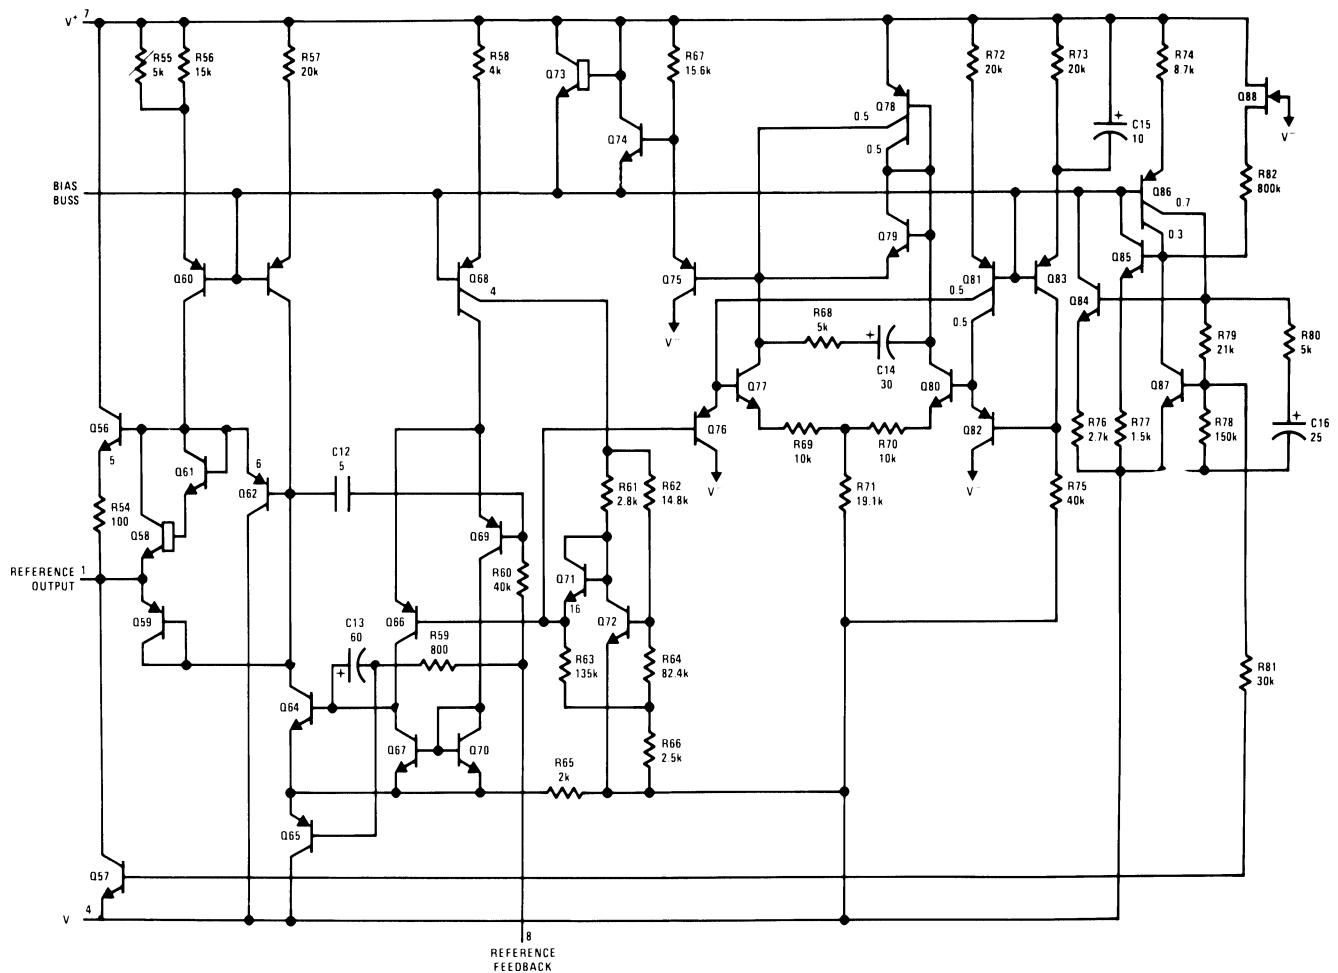 V+ 7
R55
5k
R56
15k
R57
20k
R58
4k
Q73
Q74
R67
15.6k
Q78
0.5
0.5
R72
20k
R73
20k
C15
10
R74
8.7k
Q88
V-
R82
800k
BIAS
BUSS
Q86
0.7
0.3
Q85
Q60
Q68
4
Q75
V-
Q79
Q81
0.5
0.5
Q83
Q84
R68
5k
C14
30
R79
21k
R80
5k
Q56
5
Q61
6
Q62
C12
5
Q77
Q80
Q76
V-
R69
10k
R70
10k
Q82
V-
R76
2.7k
R77
1.5k
Q87
R78
150k
C16
25
R54
100
Q58
R61
2.8k
R62
14.8k
R71
19.1k
R75
40k
Q69
R60
40k
REFERENCE 1
OUTPUT
Q71
16
Q59
Q66
Q72
C13
60
R59
800
R63
135k
R64
82.4k
R81
30k
Q64
Q67
Q70
R66
2.5k
R65
2k
Q65
Q57
V 4
8
REFERENCE
FEEDBACK